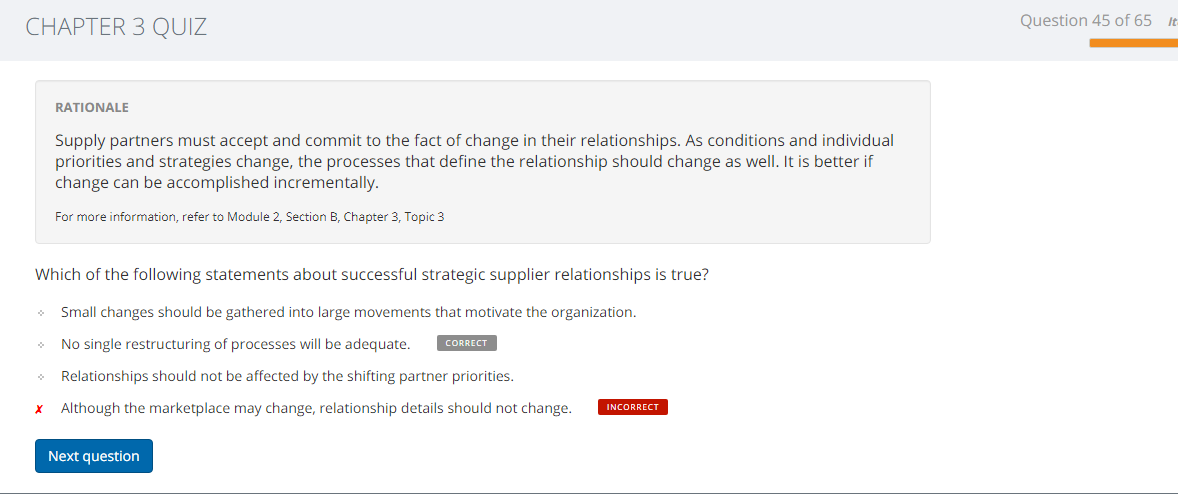 CHAPTER 3 QUIZ
Question 45 of 65
RATIONALE
Supply partners must accept and commit to the fact of change in their relationships. As conditions and individual
priorities and strategies change, the processes that define the relationship should change as well. It is better if
change can be accomplished incrementally.
For more information, refer to Module 2, Section B, Chapter 3, Topic 3
Which of the following statements about successful strategic supplier relationships is true?
Small changes should be gathered into large movements that motivate the organization.
No single restructuring of processes will be adequate. CORRECT
Relationships should not be affected by the shifting partner priorities.
Although the marketplace may change, relationship details should not change. INCORRECT
Next question